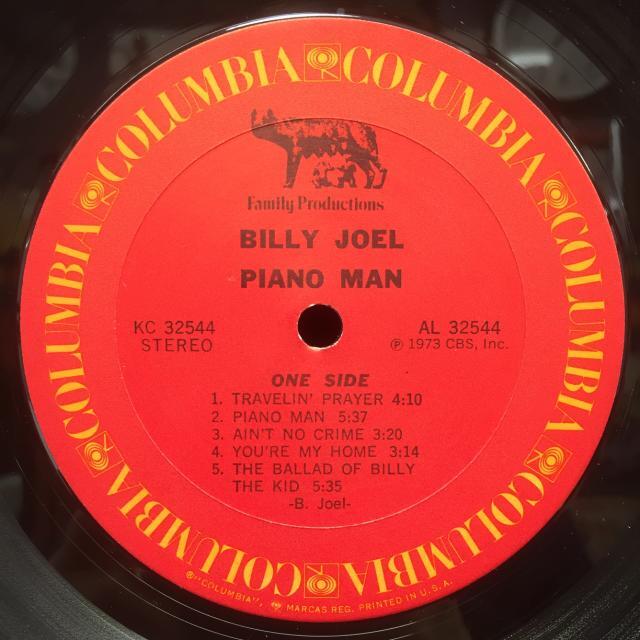 COLUMBIA COLUMBIA COLUMBIA COLUMBIA COLUMBIA COLUMBIA COLUMBIA
Family Productions
BILLY JOEL
PIANO MAN
KC 32544 AL 32544
STEREO ℗ 1973 CBS, Inc.
ONE SIDE
1. TRAVELIN' PRAYER 4:10
2. PIANO MAN 5:37
3. AIN'T NO CRIME 3:20
4. YOU'RE MY HOME 3:14
5. THE BALLAD OF BILLY
THE KID 5:35
-B. Joel-
®"COLUMBIA", MARCAS REG. PRINTED IN U.S.A.